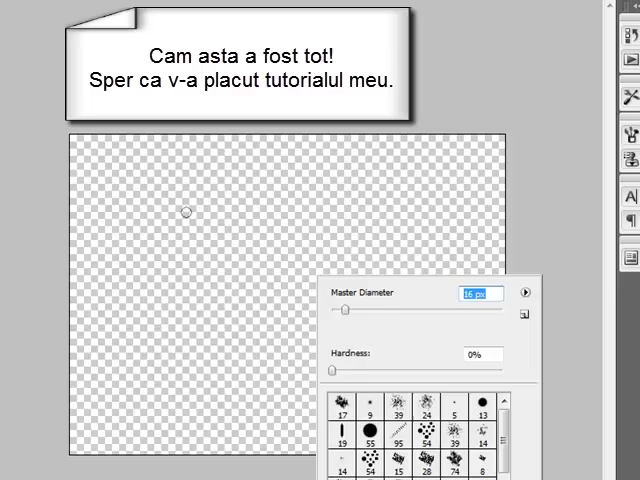 Cam asta a fost tot!
Sper ca v-a placut tutorialul meu.
Master Diameter
16 px
Hardness:
0%
17 9 39 24 5 13
19 55 95 54 39 14
14 54 15 28 74 8
A